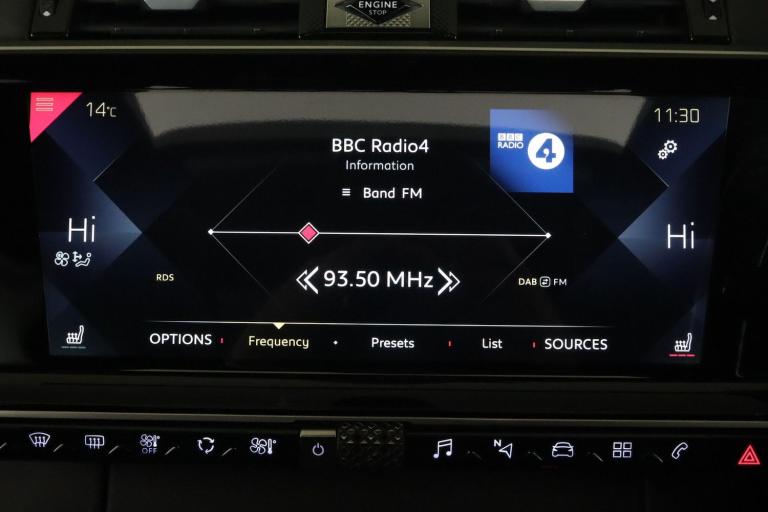 ENGINE
STOP
14°C
11:30
BBC Radio4
BBC
RADIO 4
Information
Band FM
Hi
Hi
93.50 MHz
RDS
DAB FM
OPTIONS Frequency Presets List SOURCES
OFF
N